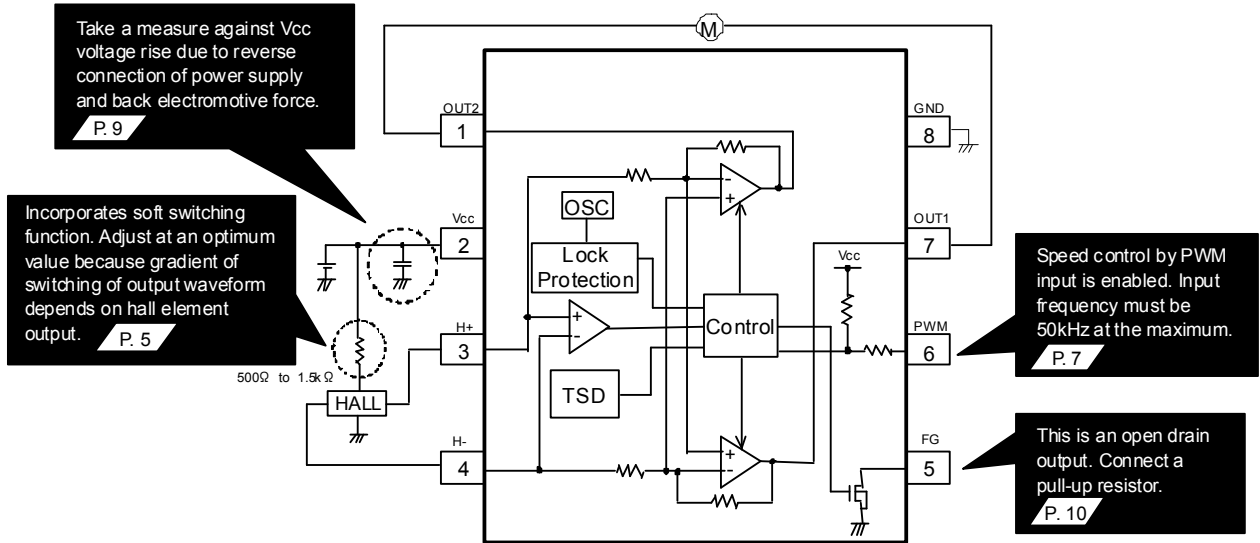 Take a measure against Vcc
voltage rise due to reverse
connection of power supply
and back electromotive force.
P. 9
Incorporates soft switching
function. Adjust at an optimum
value because gradient of
switching of output waveform
depends on hall element
output.
P. 5
500Ω to 1.5kΩ
HALL
M
OUT2
1
Vcc
2
H+
3
H-
4
OSC
Lock
Protection
TSD
Control
+
-
-
+
+
-
Vcc
GND
8
OUT1
7
PWM
6
FG
5
Speed control by PWM
input is enabled. Input
frequency must be
50kHz at the maximum.
P. 7
This is an open drain
output. Connect a
pull-up resistor.
P. 10